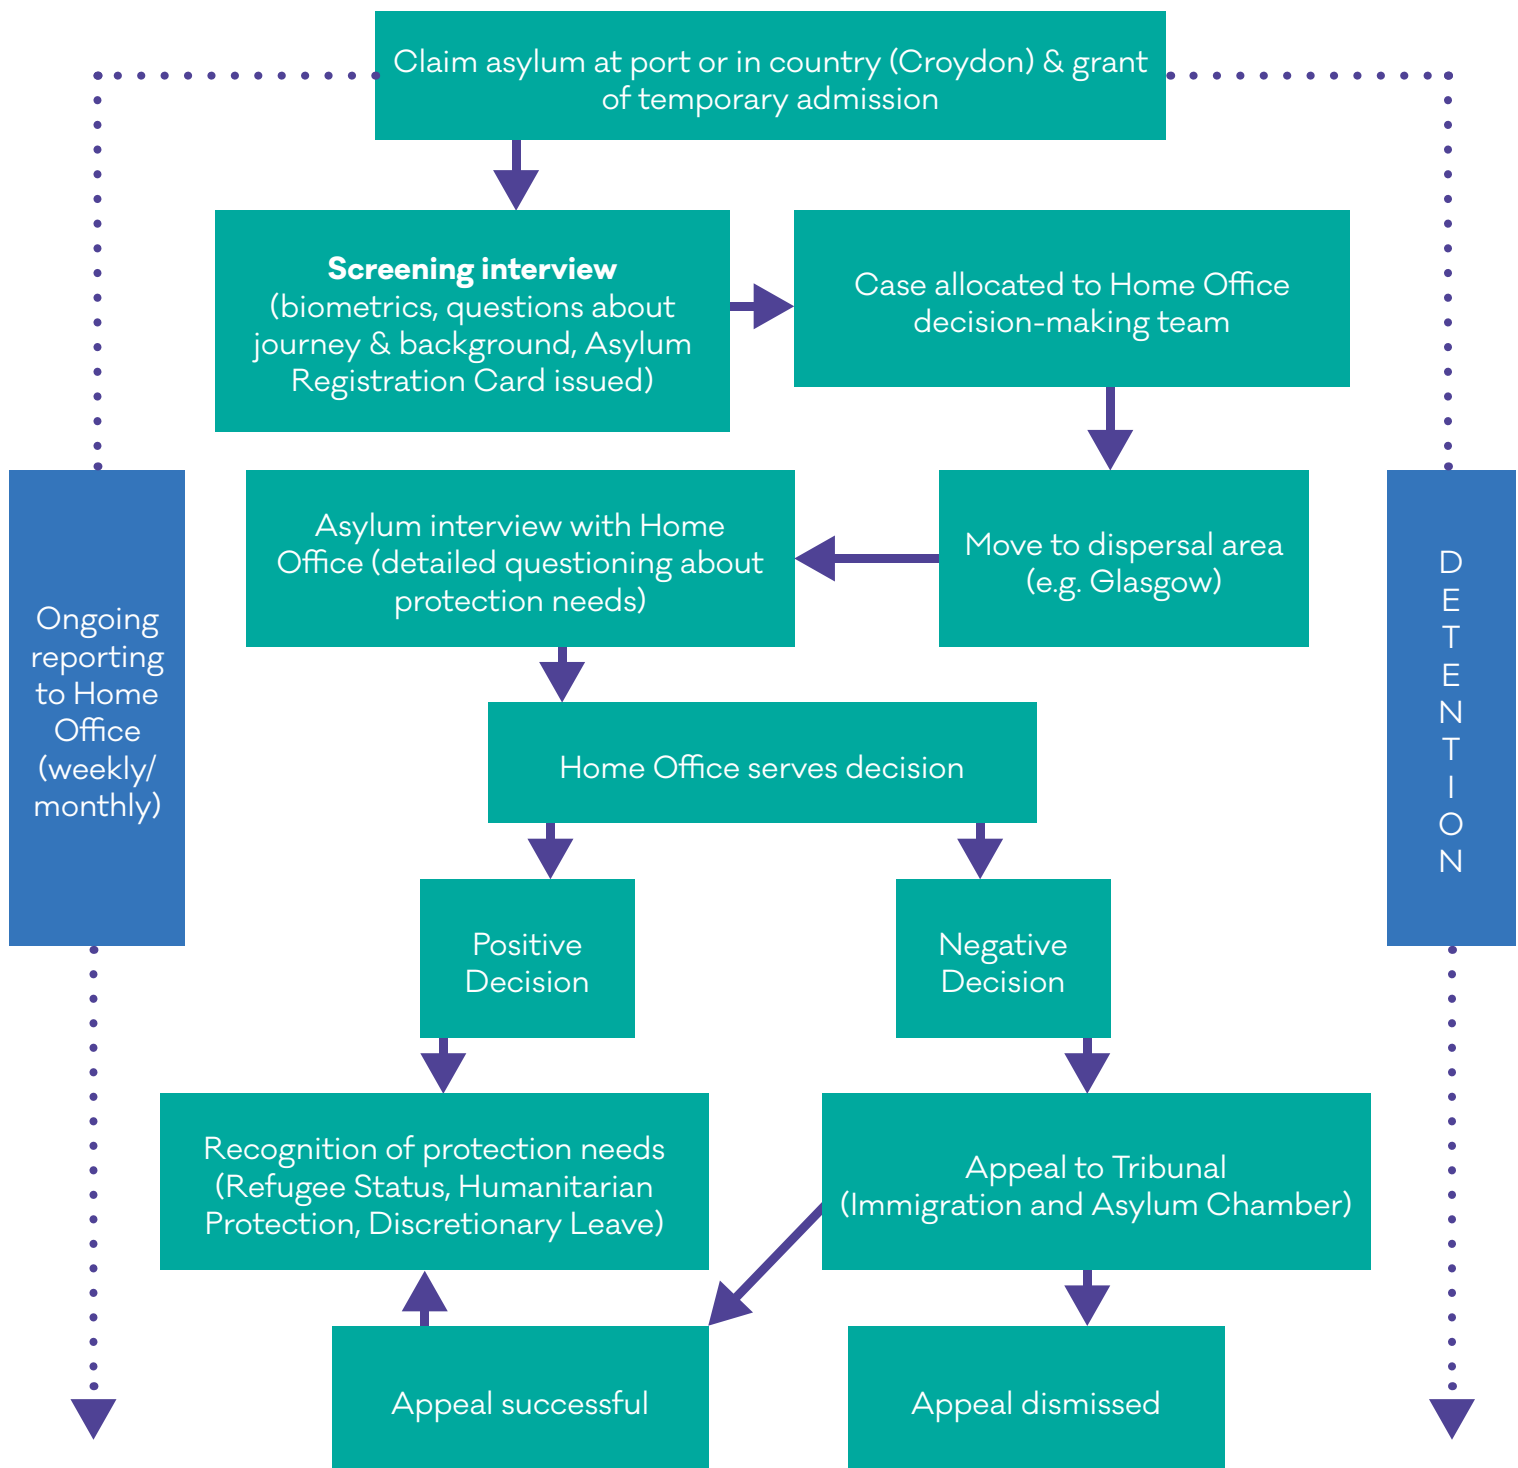 Claim asylum at port or in country (Croydon) & grant
of temporary admission
Screening interview
(biometrics, questions about
journey & background, Asylum
Registration Card issued)
Case allocated to Home Office
decision-making team
Asylum interview with Home
Office (detailed questioning about
protection needs)
Move to dispersal area
(e.g. Glasgow)
Ongoing
reporting
to Home
Office
(weekly/
monthly)
D
E
T
E
N
T
I
O
N
Home Office serves decision
Positive
Decision
Negative
Decision
Recognition of protection needs
(Refugee Status, Humanitarian
Protection, Discretionary Leave)
Appeal to Tribunal
(Immigration and Asylum Chamber)
Appeal successful
Appeal dismissed